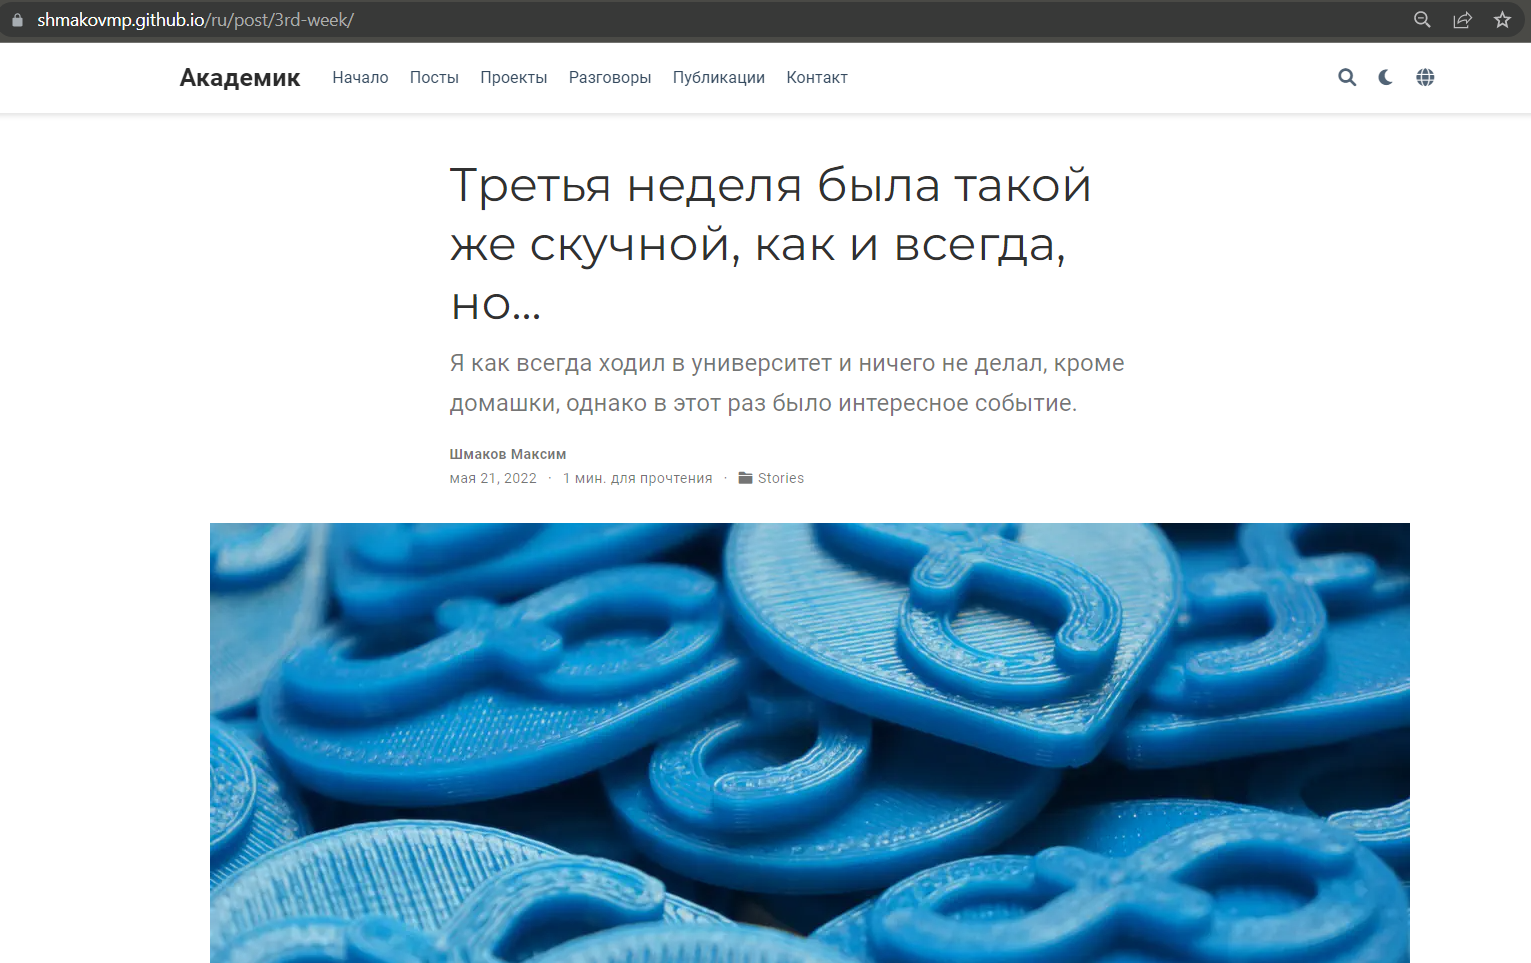 shmakovmp.github.io/ru/post/3rd-week/
Академик Начало Посты Проекты Разговоры Публикации Контакт
Третья неделя была такой
же скучной, как и всегда,
но...
Я как всегда ходил в университет и ничего не делал, кроме
домашки, однако в этот раз было интересное событие.
Шмаков Максим
мая 21, 2022 · 1 мин. для прочтения · Stories